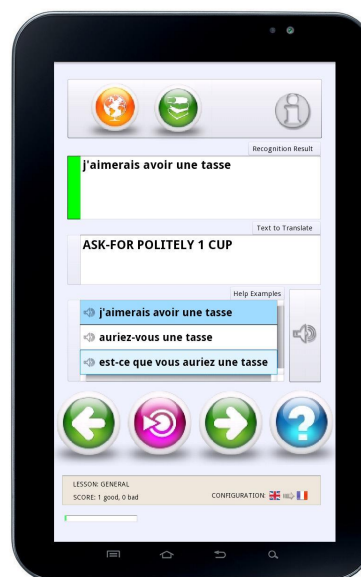 Recognition Result
j'aimerais avoir une tasse
Text to Translate
ASK-FOR POLITELY 1 CUP
Help Examples
j'aimerais avoir une tasse
auriez-vous une tasse
est-ce que vous auriez une tasse
LESSON: GENERAL
SCORE: 1 good, 0 bad
CONFIGURATION: